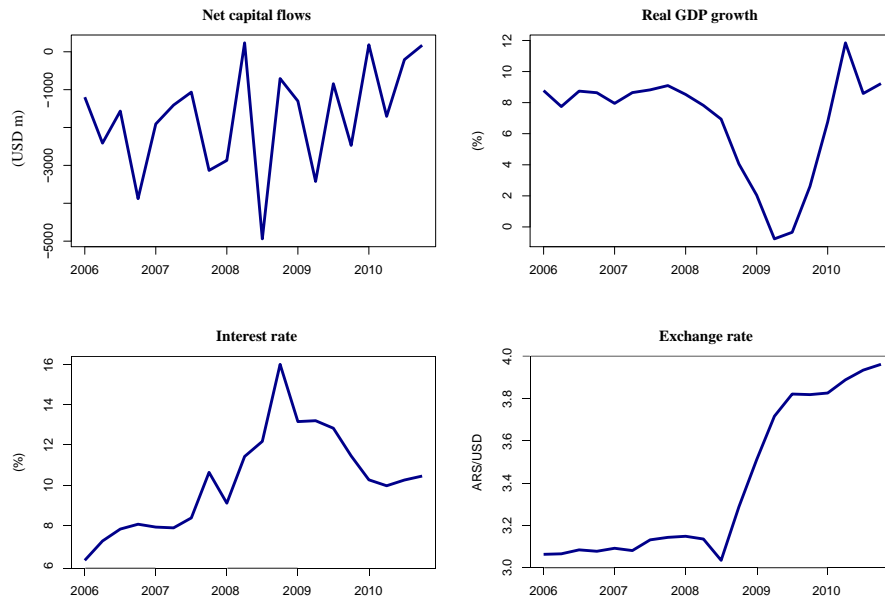 Net capital flows
(USD m)
0
−1000
−3000
−5000
2006 2007 2008 2009 2010
Real GDP growth
(%)
12
10
8
6
4
2
0
2006 2007 2008 2009 2010
Interest rate
(%)
16
14
12
10
8
6
2006 2007 2008 2009 2010
Exchange rate
ARS/USD
4.0
3.8
3.6
3.4
3.2
3.0
2006 2007 2008 2009 2010